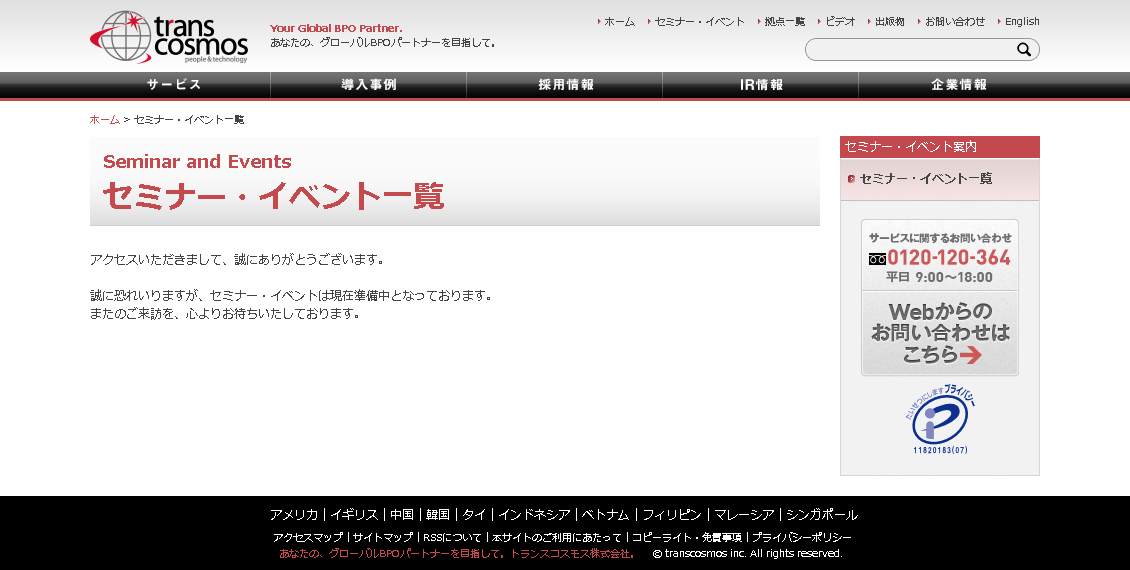 trans
cosmos
people & technology
Your Global BPO Partner.
あなたの、グローバルBPOパートナーを目指して。
ホーム セミナー・イベント 拠点一覧 ビデオ 出版物 お問い合わせ English
サービス 導入事例 採用情報 IR情報 企業情報
ホーム > セミナー・イベント一覧
Seminar and Events
セミナー・イベント一覧
アクセスいただきまして、誠にありがとうございます。
誠に恐れいりますが、セミナー・イベントは現在準備中となっております。
またのご来訪を、心よりお待ちいたしております。
セミナー・イベント案内
セミナー・イベント一覧
サービスに関するお問い合わせ
0120-120-364
平日 9:00～18:00
Webからの
お問い合わせは
こちら
たいせつにしますプライバシー
11820183(07)
アメリカ | イギリス | 中国 | 韓国 | タイ | インドネシア | ベトナム | フィリピン | マレーシア | シンガポール
アクセスマップ | サイトマップ | RSSについて | 本サイトのご利用にあたって | コピーライト・免責事項 | プライバシーポリシー
あなたの、グローバルBPOパートナーを目指して。トランスコスモス株式会社。 © transcosmos inc. All rights reserved.